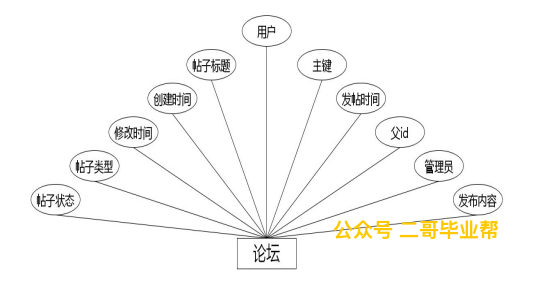 用户
帖子标题
主键
创建时间
发帖时间
修改时间
父id
帖子类型
管理员
帖子状态
发布内容
公众号 二哥毕业帮
论坛